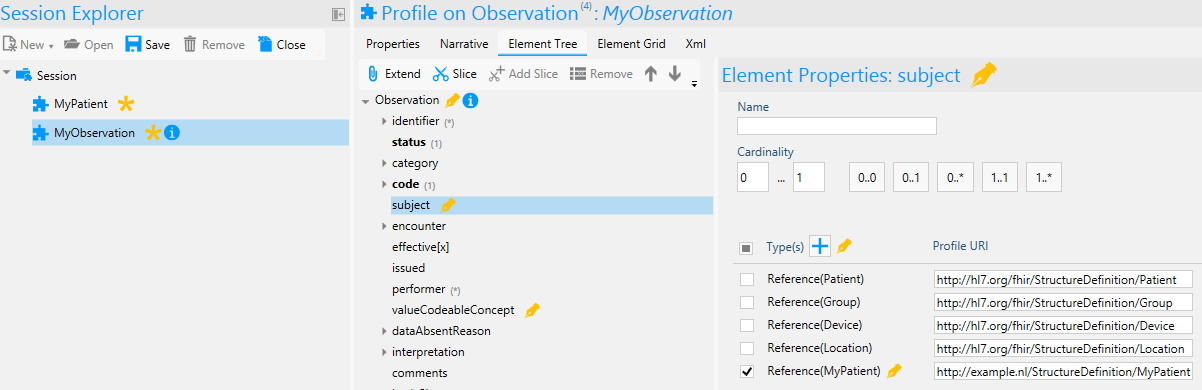 Session Explorer
New Open Save Remove Close
Session
MyPatient
MyObservation
Profile on Observation(4): MyObservation
Properties Narrative Element Tree Element Grid Xml
Extend Slice Add Slice Remove
Observation
identifier (*)
status (1)
category
code (1)
subject
encounter
effective[x]
issued
performer (*)
valueCodeableConcept
dataAbsentReason
interpretation
comments
Element Properties: subject
Name
Cardinality
0 ... 1 0..0 0..1 0..* 1..1 1..*
Type(s) Profile URI
Reference(Patient) http://hl7.org/fhir/StructureDefinition/Patient
Reference(Group) http://hl7.org/fhir/StructureDefinition/Group
Reference(Device) http://hl7.org/fhir/StructureDefinition/Device
Reference(Location) http://hl7.org/fhir/StructureDefinition/Location
Reference(MyPatient) http://example.nl/StructureDefinition/MyPatient